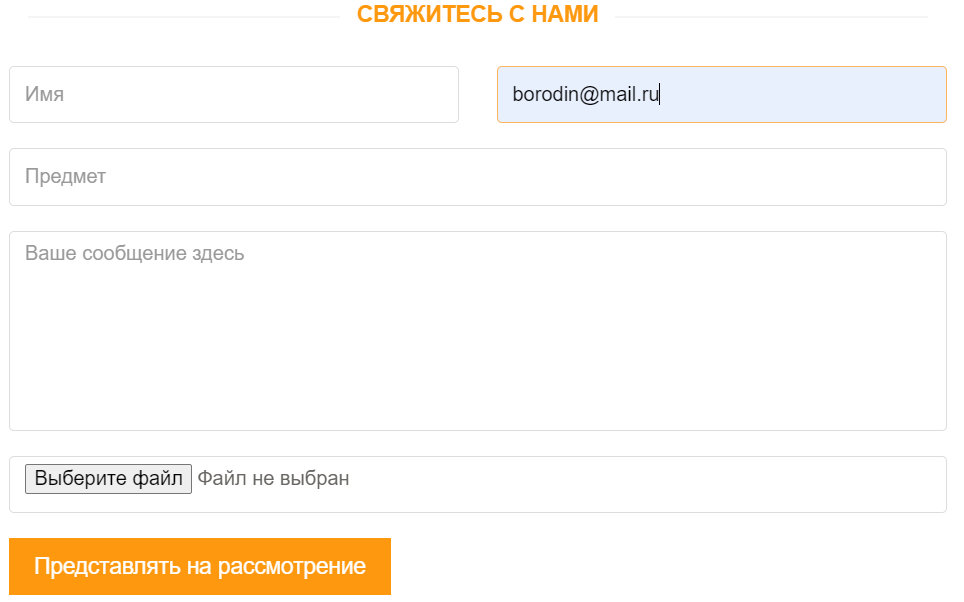 СВЯЖИТЕСЬ С НАМИ
Имя
borodin@mail.ru
Предмет
Ваше сообщение здесь
Выберите файл Файл не выбран
Представлять на рассмотрение